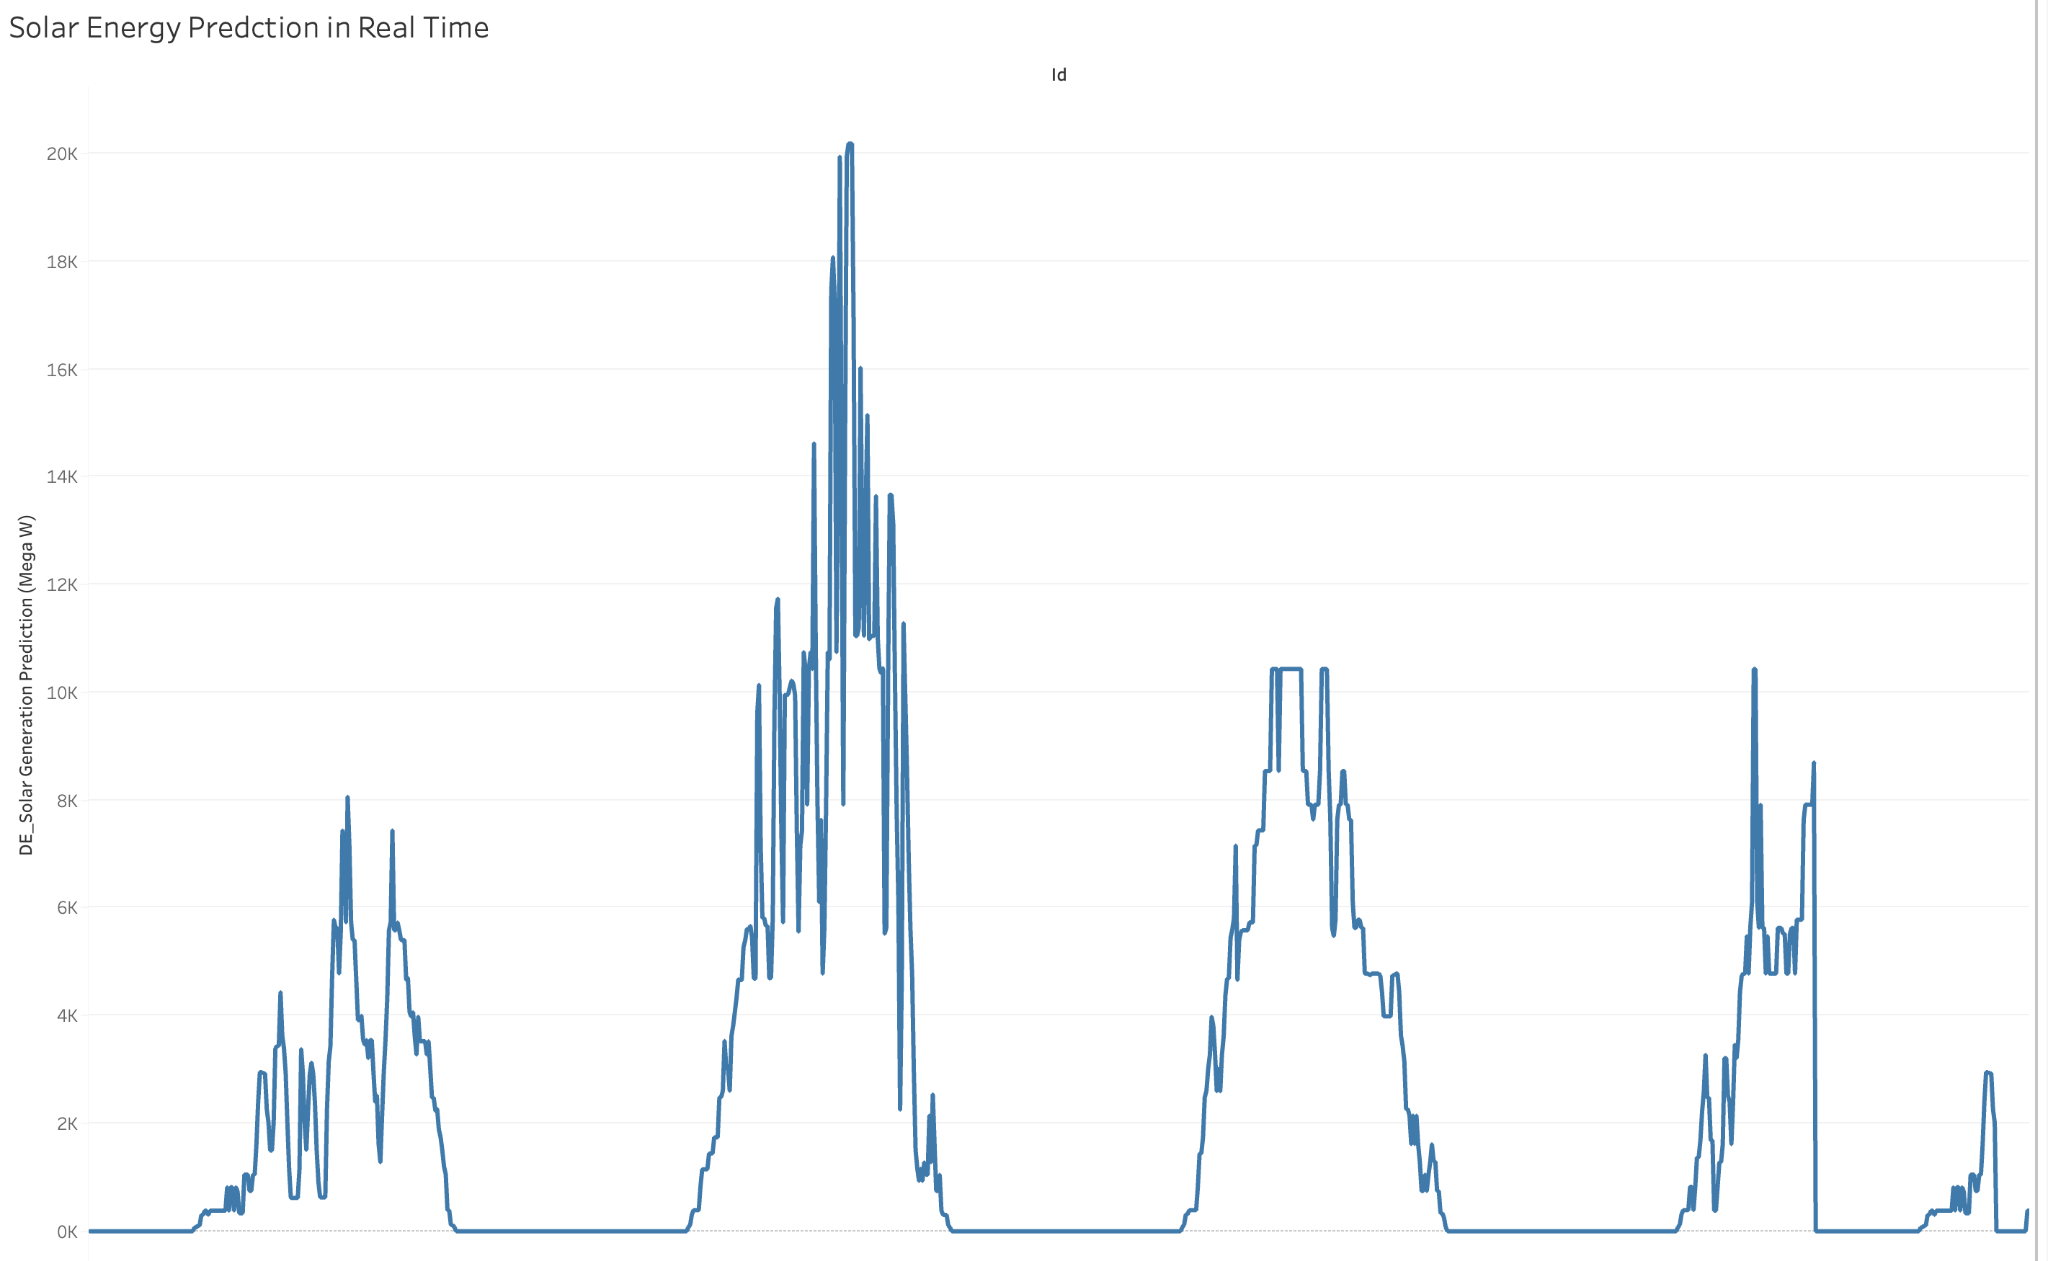 Solar Energy Predction in Real Time
Id
20K
18K
16K
14K
12K
10K
8K
6K
4K
2K
0K
DE_Solar Generation Prediction (Mega W)